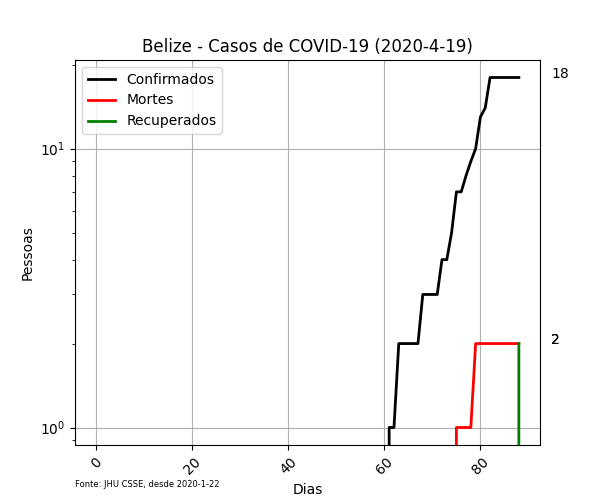 Belize - Casos de COVID-19 (2020-4-19)
Confirmados
Mortes
Recuperados
18
2
10¹
10⁰
Pessoas
0
20
40
60
80
Dias
Fonte: JHU CSSE, desde 2020-1-22